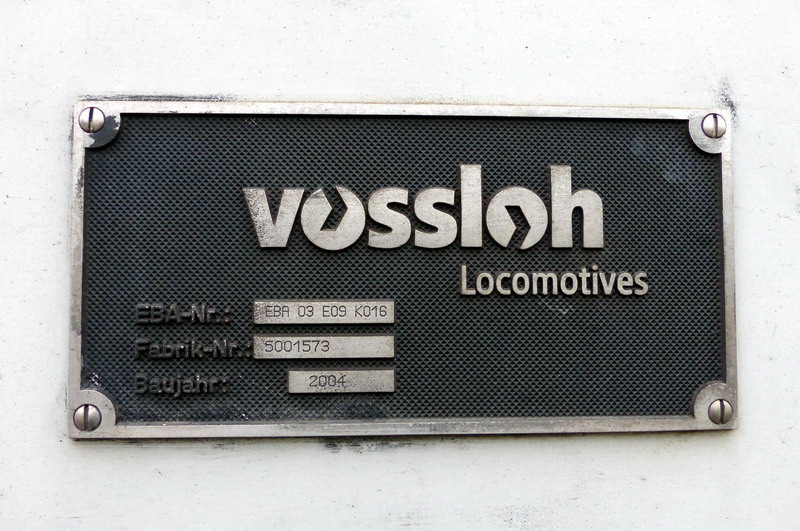 vossloh
Locomotives
EBA-Nr.: EBA 03 E09 K016
Fabrik-Nr.: 5001573
Baujahr: 2004